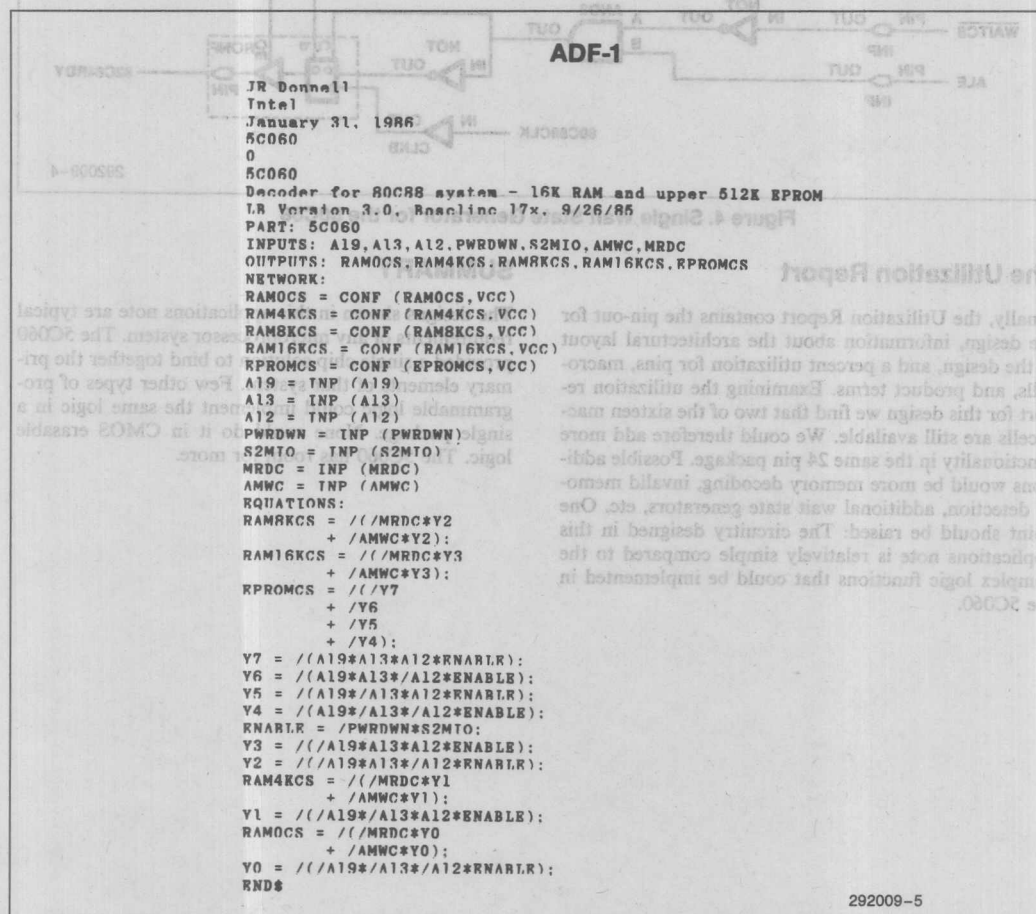 ADF-1
JR Donnell
Intel
January 31, 1986
5C060
0
5C060
Decoder for 80C88 system - 16K RAM and upper 512K EPROM
LB Version 3.0, Baseline 17x, 9/26/85
PART: 5C060
INPUTS: A19,A13,A12,PWRDWN,S2MIO,AMWC,MRDC
OUTPUTS: RAM0CS,RAM4KCS,RAM8KCS,RAM16KCS,EPROMCS
NETWORK:
RAM0CS = CONF (RAM0CS,VCC)
RAM4KCS = CONF (RAM4KCS,VCC)
RAM8KCS = CONF (RAM8KCS,VCC)
RAM16KCS = CONF (RAM16KCS,VCC)
EPROMCS = CONF (EPROMCS,VCC)
A19 = INP (A19)
A13 = INP (A13)
A12 = INP (A12)
PWRDWN = INP (PWRDWN)
S2MIO = INP (S2MIO)
MRDC = INP (MRDC)
AMWC = INP (AMWC)
EQUATIONS:
RAM8KCS = /(/MRDC*Y2
+ /AMWC*Y2);
RAM16KCS = /(/MRDC*Y3
+ /AMWC*Y3);
EPROMCS = /(/Y7
+ /Y6
+ /Y5
+ /Y4);
Y7 = /(A19*A13*A12*ENABLE);
Y6 = /(A19*A13*/A12*ENABLE);
Y5 = /(A19*/A13*A12*ENABLE);
Y4 = /(A19*/A13*/A12*ENABLE);
ENABLE = /PWRDWN*S2MIO;
Y3 = /(/A19*A13*A12*ENABLE);
Y2 = /(/A19*A13*/A12*ENABLE);
RAM4KCS = /(/MRDC*Y1
+ /AMWC*Y1);
Y1 = /(/A19*/A13*A12*ENABLE);
RAM0CS = /(/MRDC*Y0
+ /AMWC*Y0);
Y0 = /(/A19*/A13*/A12*ENABLE);
END$
292009-5